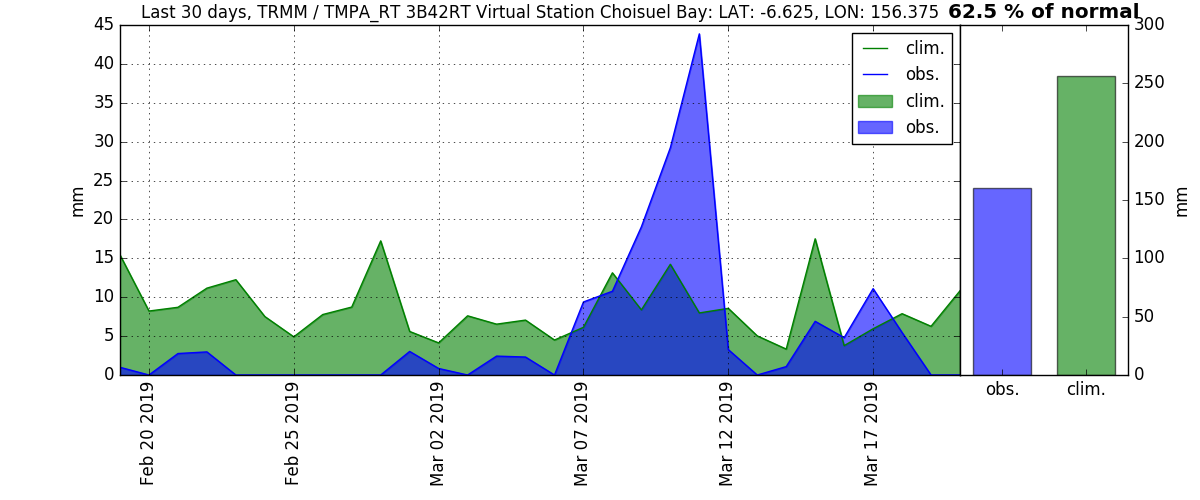 Last 30 days, TRMM / TMPA_RT 3B42RT Virtual Station Choisuel Bay: LAT: -6.625, LON: 156.375 62.5 % of normal
45
40
35
30
25
20
15
10
5
0
mm
clim.
obs.
clim.
obs.
300
250
200
150
100
50
0
mm
Feb 20 2019
Feb 25 2019
Mar 02 2019
Mar 07 2019
Mar 12 2019
Mar 17 2019
obs. clim.